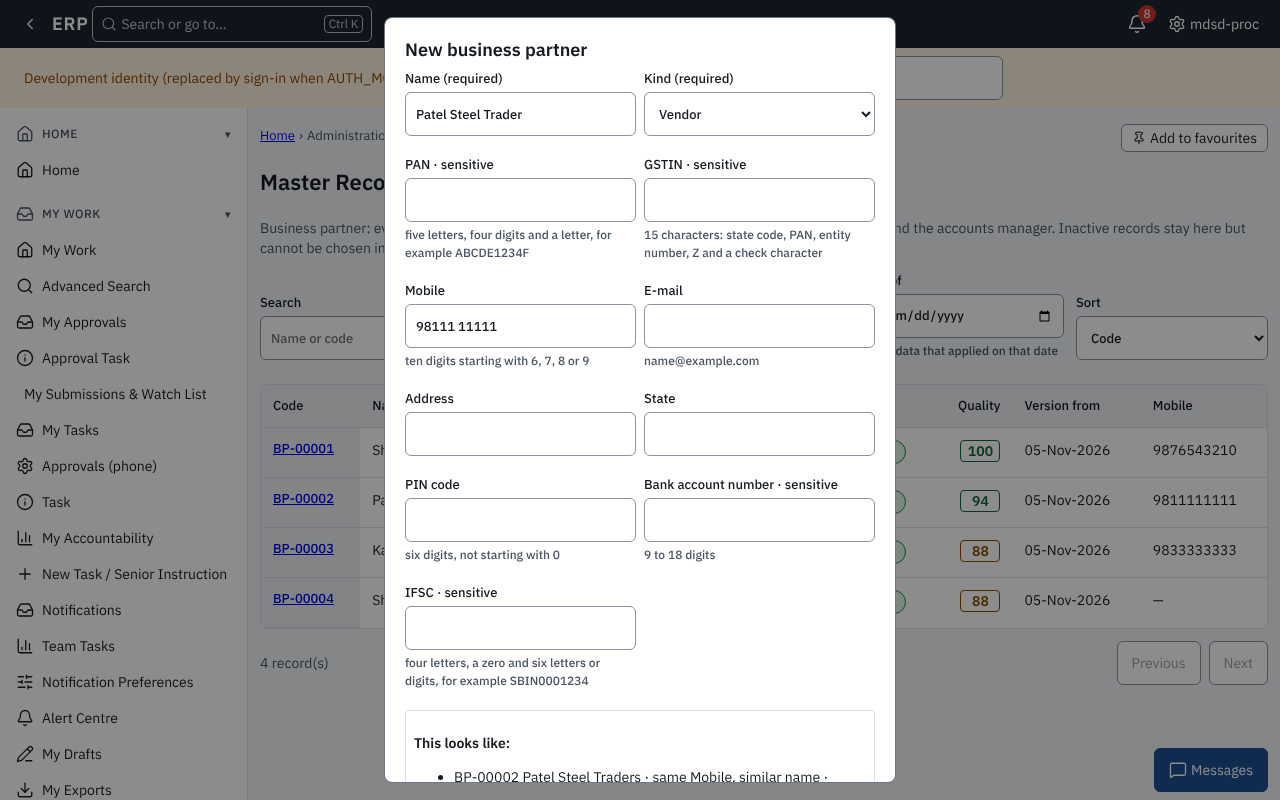 ERP
Search or go to...
Ctrl K
8
mdsd-proc
Development identity (replaced by sign-in when
HOME
Home
MY WORK
My Work
Advanced Search
My Approvals
Approval Task
My Submissions & Watch List
My Tasks
Approvals (phone)
Task
My Accountability
New Task / Senior Instruction
Notifications
Team Tasks
Notification Preferences
Alert Centre
My Drafts
My Exports
Home ›
Add to favourites
Business partner:
nd the accounts manager. Inactive records stay here but
cannot be chosen in
Search
Name or code
Sort
/dd/yyyy
Code
data that applied on that date
Code
Quality
Version from
Mobile
BP-00001
100
05-Nov-2026
9876543210
BP-00002
94
05-Nov-2026
9811111111
BP-00003
88
05-Nov-2026
9833333333
BP-00004
88
05-Nov-2026
—
4 record(s)
Previous
Next
Messages
New business partner
Name (required)
Kind (required)
Patel Steel Trader
Vendor
PAN · sensitive
GSTIN · sensitive
five letters, four digits and a letter, for
example ABCDE1234F
15 characters: state code, PAN, entity
number, Z and a check character
Mobile
E-mail
98111 11111
ten digits starting with 6, 7, 8 or 9
name@example.com
Address
State
PIN code
Bank account number · sensitive
six digits, not starting with 0
9 to 18 digits
IFSC · sensitive
four letters, a zero and six letters or
digits, for example SBIN0001234
This looks like:
• BP-00002 Patel Steel Traders · same Mobile, similar name ·